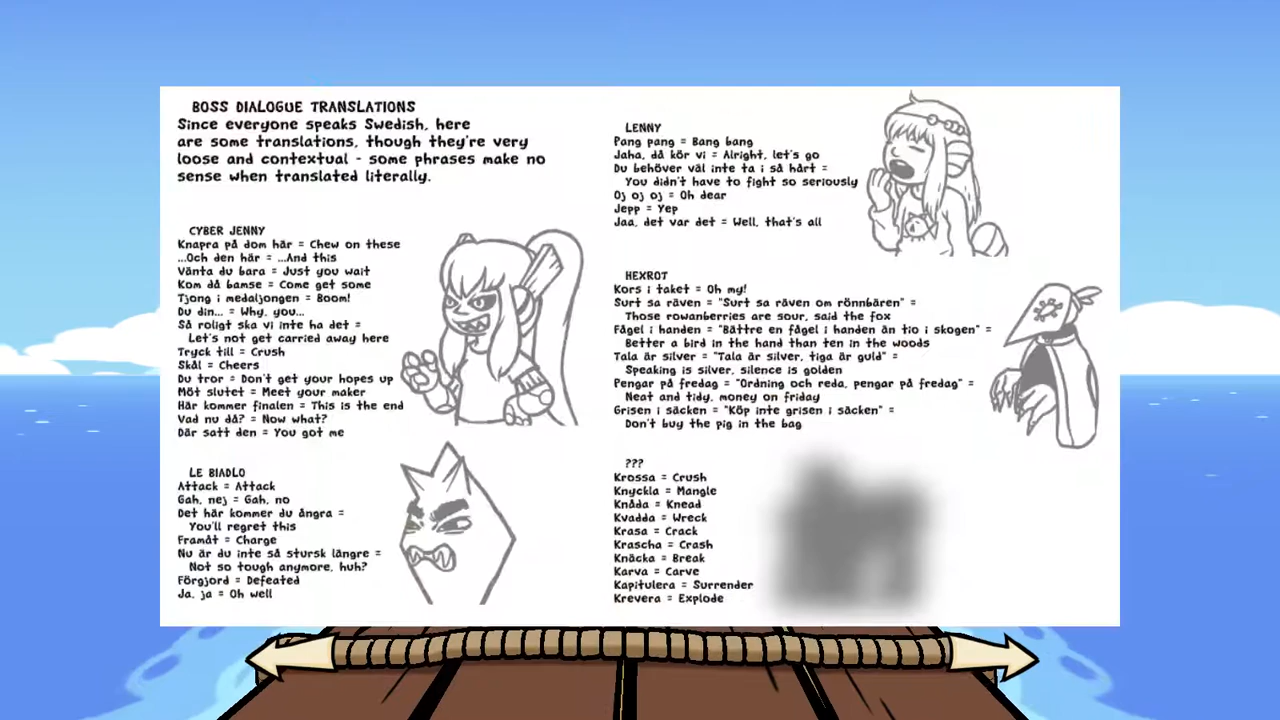 BOSS DIALOGUE TRANSLATIONS
Since everyone speaks Swedish, here
are some translations, though they're very
loose and contextual - some phrases make no
sense when translated literally.
CYBER JENNY
Knapra på dom här = Chew on these
...Och den här = ...And this
Vänta du bara = Just you wait
Kom då bamse = Come get some
Tjong i medaljongen = Boom!
Du din... = Why, you...
Så roligt ska vi inte ha det =
Let's not get carried away here
Tryck till = Crush
Skål = Cheers
Du tror = Don't get your hopes up
Möt slutet = Meet your maker
Här kommer finalen = This is the end
Vad nu då? = Now what?
Där satt den = You got me
LE BIADLO
Attack = Attack
Gah, nej = Gah, no
Det här kommer du ångra =
You'll regret this
Framåt = Charge
Nu är du inte så stursk längre =
Not so tough anymore, huh?
Förgjord = Defeated
Ja, ja = Oh well
LENNY
Pang pang = Bang bang
Jaha, då kör vi = Alright, let's go
Du behöver väl inte ta i så hårt =
You didn't have to fight so seriously
Oj oj oj = Oh dear
Jepp = Yep
Jaa, det var det = Well, that's all
HEXROT
Kors i taket = Oh my!
Surt sa räven = "Surt sa räven om rönnbären" =
Those rowanberries are sour, said the fox
Fågel i handen = "Bättre en fågel i handen än tio i skogen" =
Better a bird in the hand than ten in the woods
Tala är silver = "Tala är silver, tiga är guld" =
Speaking is silver, silence is golden
Pengar på fredag = "Ordning och reda, pengar på fredag" =
Neat and tidy, money on friday
Grisen i säcken = "Köp inte grisen i säcken" =
Don't buy the pig in the bag
???
Krossa = Crush
Knyckla = Mangle
Knåda = Knead
Kvadda = Wreck
Krasa = Crack
Krascha = Crash
Knäcka = Break
Karva = Carve
Kapitulera = Surrender
Krevera = Explode